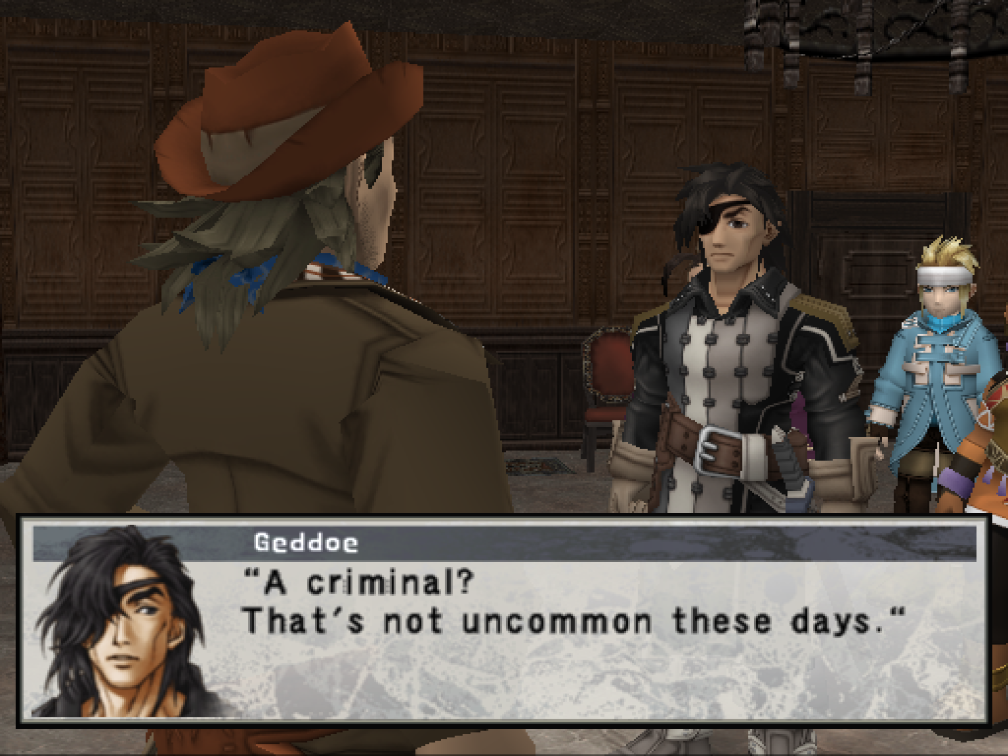 Geddoe
“A criminal?
That's not uncommon these days.“